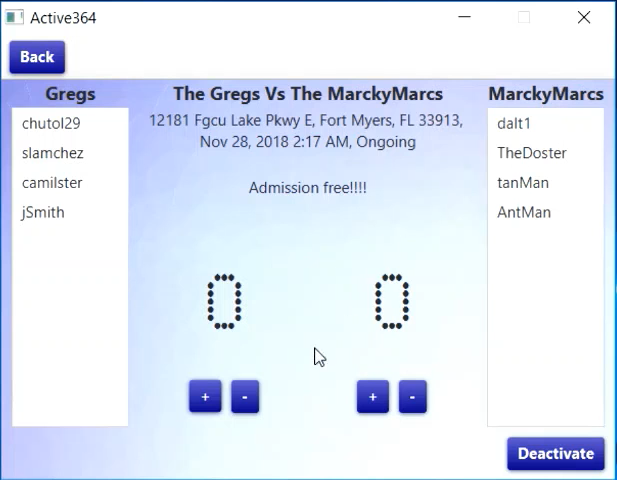 Active364
Back
Gregs
The Gregs Vs The MarckyMarcs
MarckyMarcs
12181 Fgcu Lake Pkwy E, Fort Myers, FL 33913,
Nov 28, 2018 2:17 AM, Ongoing
Admission free!!!!
chutol29
slamchez
camilster
jSmith
dalt1
TheDoster
tanMan
AntMan
0 0
+ - + -
Deactivate